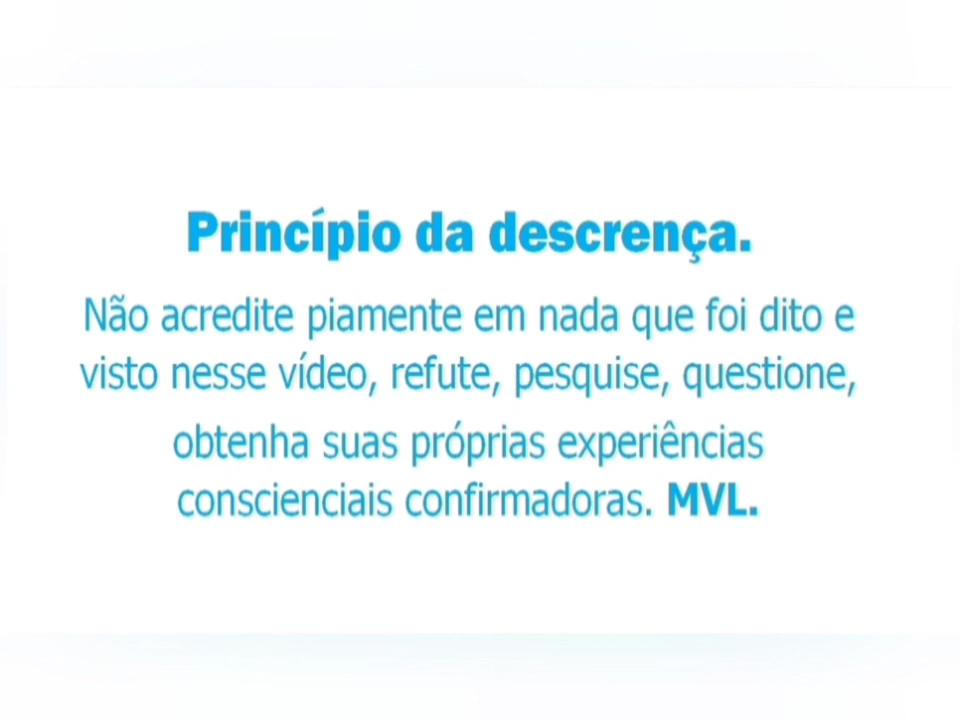 Princípio da descrença.
Não acredite piamente em nada que foi dito e
visto nesse vídeo, refute, pesquise, questione,
obtenha suas próprias experiências
conscienciais confirmadoras. MVL.